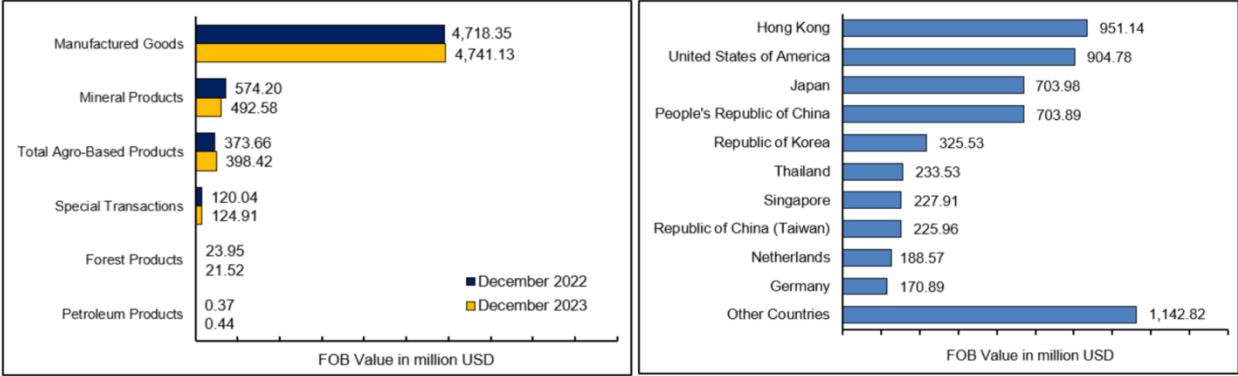 Manufactured Goods
4,718.35
4,741.13
Mineral Products
574.20
492.58
Total Agro-Based Products
373.66
398.42
Special Transactions
120.04
124.91
Forest Products
23.95
21.52
Petroleum Products
0.37
0.44
December 2022
December 2023
FOB Value in million USD
Hong Kong 951.14
United States of America 904.78
Japan 703.98
People's Republic of China 703.89
Republic of Korea 325.53
Thailand 233.53
Singapore 227.91
Republic of China (Taiwan) 225.96
Netherlands 188.57
Germany 170.89
Other Countries 1,142.82
FOB Value in million USD